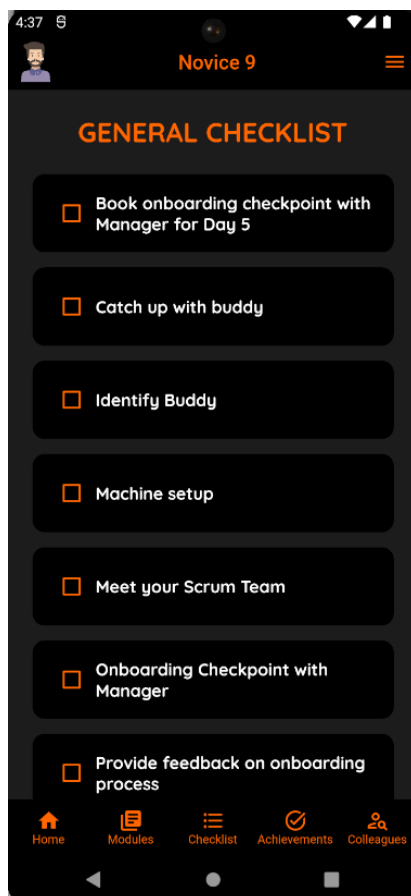 4:37
Novice 9
GENERAL CHECKLIST
Book onboarding checkpoint with
Manager for Day 5
Catch up with buddy
Identify Buddy
Machine setup
Meet your Scrum Team
Onboarding Checkpoint with
Manager
Provide feedback on onboarding
process
Home Modules Checklist Achievements Colleagues